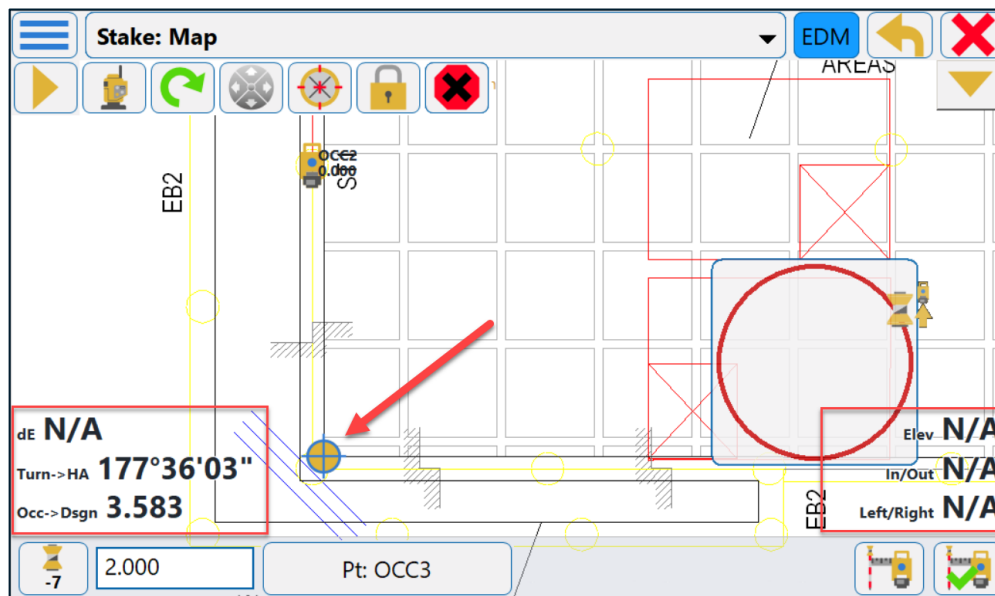 Stake: Map
EDM
AREAS
OCC2
0.000
S
EB2
dE N/A
Turn->HA 177°36'03"
Occ->Dsgn 3.583
Elev N/A
In/Out N/A
Left/Right N/A
EB2
-7
2.000
Pt: OCC3